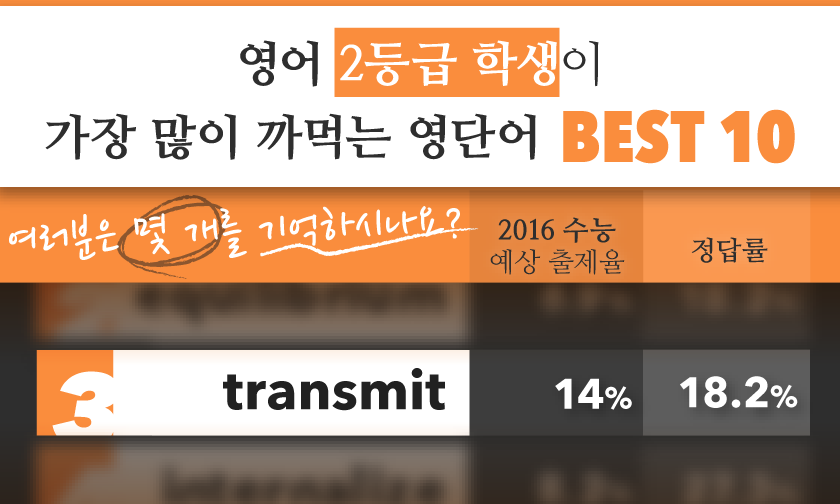 영어 2등급 학생이
가장 많이 까먹는 영단어 BEST 10
여러분은 몇 개를 기억하시나요?
2016 수능
예상 출제율
정답률
equilibrium
3
transmit
14%
18.2%
internalize